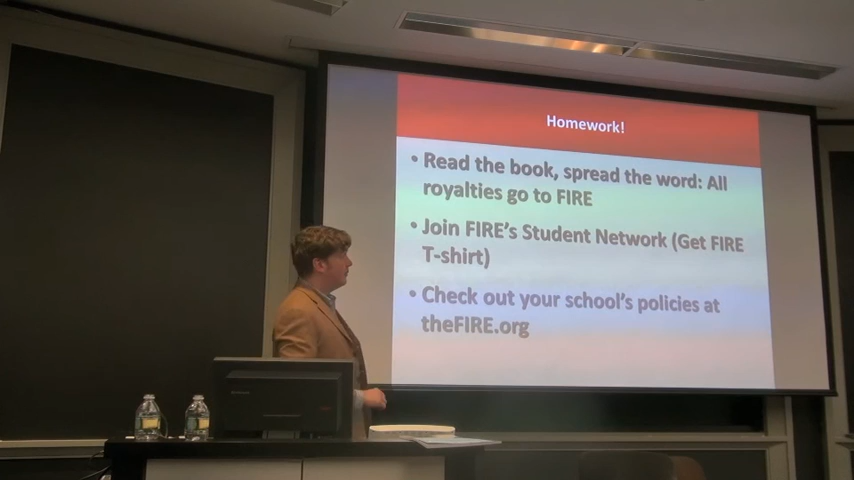 Homework!
• Read the book, spread the word: All
royalties go to FIRE
• Join FIRE's Student Network (Get FIRE
T-shirt)
• Check out your school's policies at
theFIRE.org